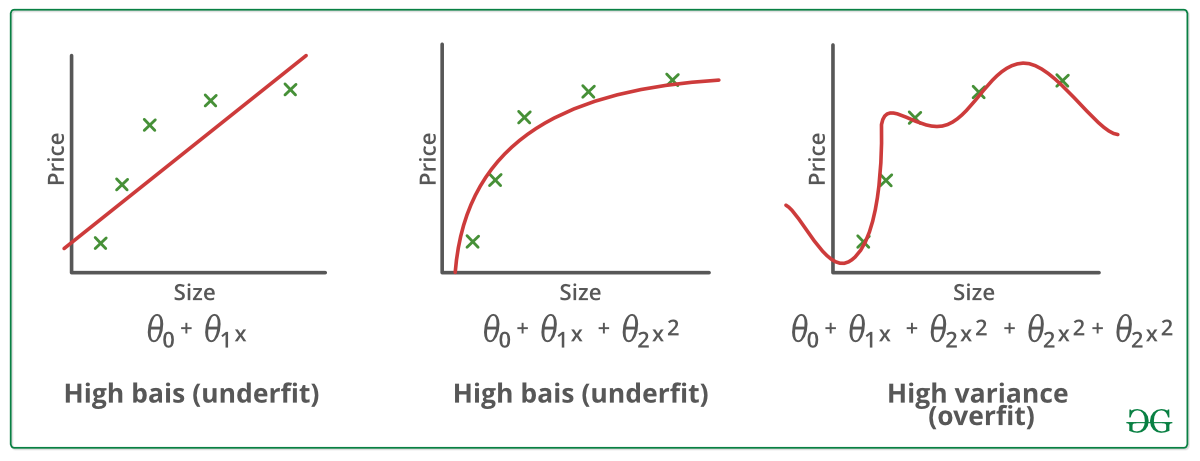 Price
Size
θ₀ + θ₁x
High bais (underfit)
Price
Size
θ₀ + θ₁x + θ₂x²
High bais (underfit)
Price
Size
θ₀ + θ₁x + θ₂x² + θ₂x² + θ₂x²
High variance
(overfit)